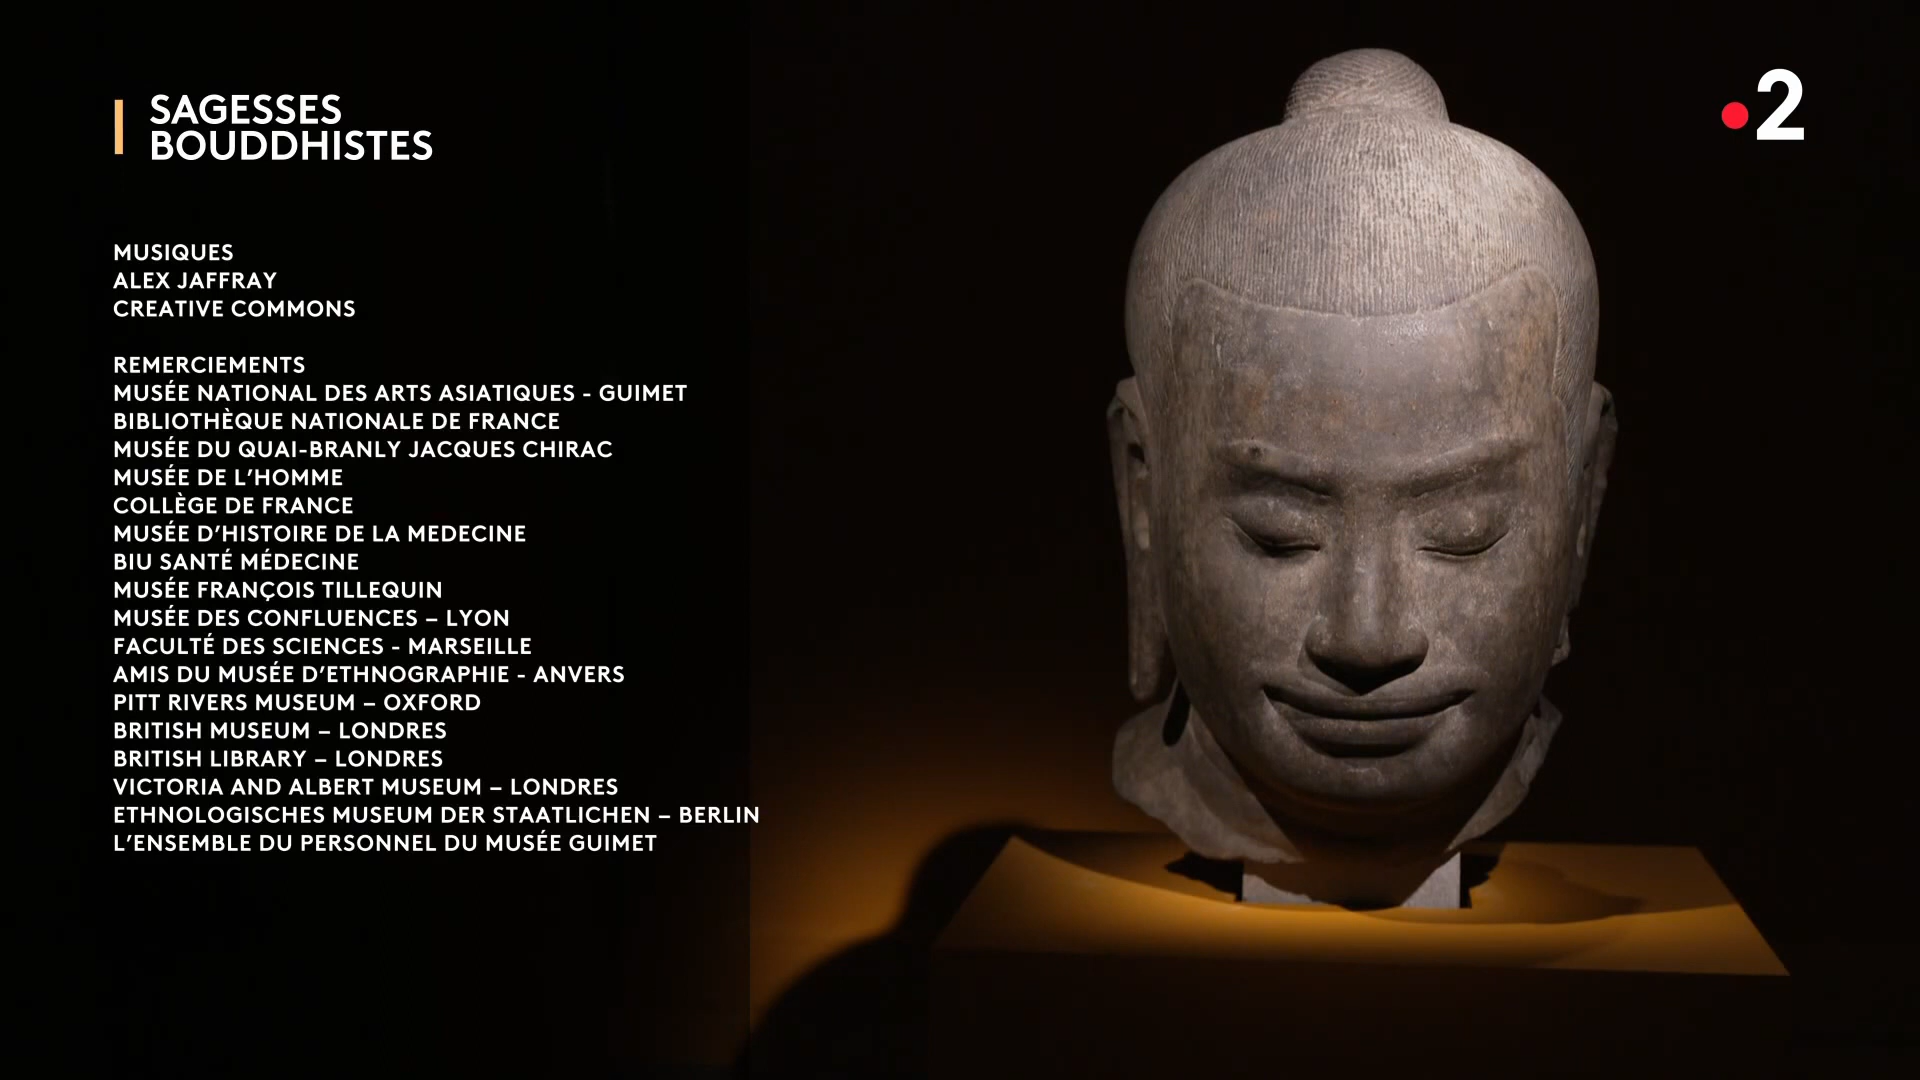 SAGESSES
BOUDDHISTES
2
MUSIQUES
ALEX JAFFRAY
CREATIVE COMMONS
REMERCIEMENTS
MUSÉE NATIONAL DES ARTS ASIATIQUES - GUIMET
BIBLIOTHÈQUE NATIONALE DE FRANCE
MUSÉE DU QUAI-BRANLY JACQUES CHIRAC
MUSÉE DE L’HOMME
COLLÈGE DE FRANCE
MUSÉE D’HISTOIRE DE LA MEDECINE
BIU SANTÉ MÉDECINE
MUSÉE FRANÇOIS TILLEQUIN
MUSÉE DES CONFLUENCES – LYON
FACULTÉ DES SCIENCES - MARSEILLE
AMIS DU MUSÉE D’ETHNOGRAPHIE - ANVERS
PITT RIVERS MUSEUM – OXFORD
BRITISH MUSEUM – LONDRES
BRITISH LIBRARY – LONDRES
VICTORIA AND ALBERT MUSEUM – LONDRES
ETHNOLOGISCHES MUSEUM DER STAATLICHEN – BERLIN
L’ENSEMBLE DU PERSONNEL DU MUSÉE GUIMET